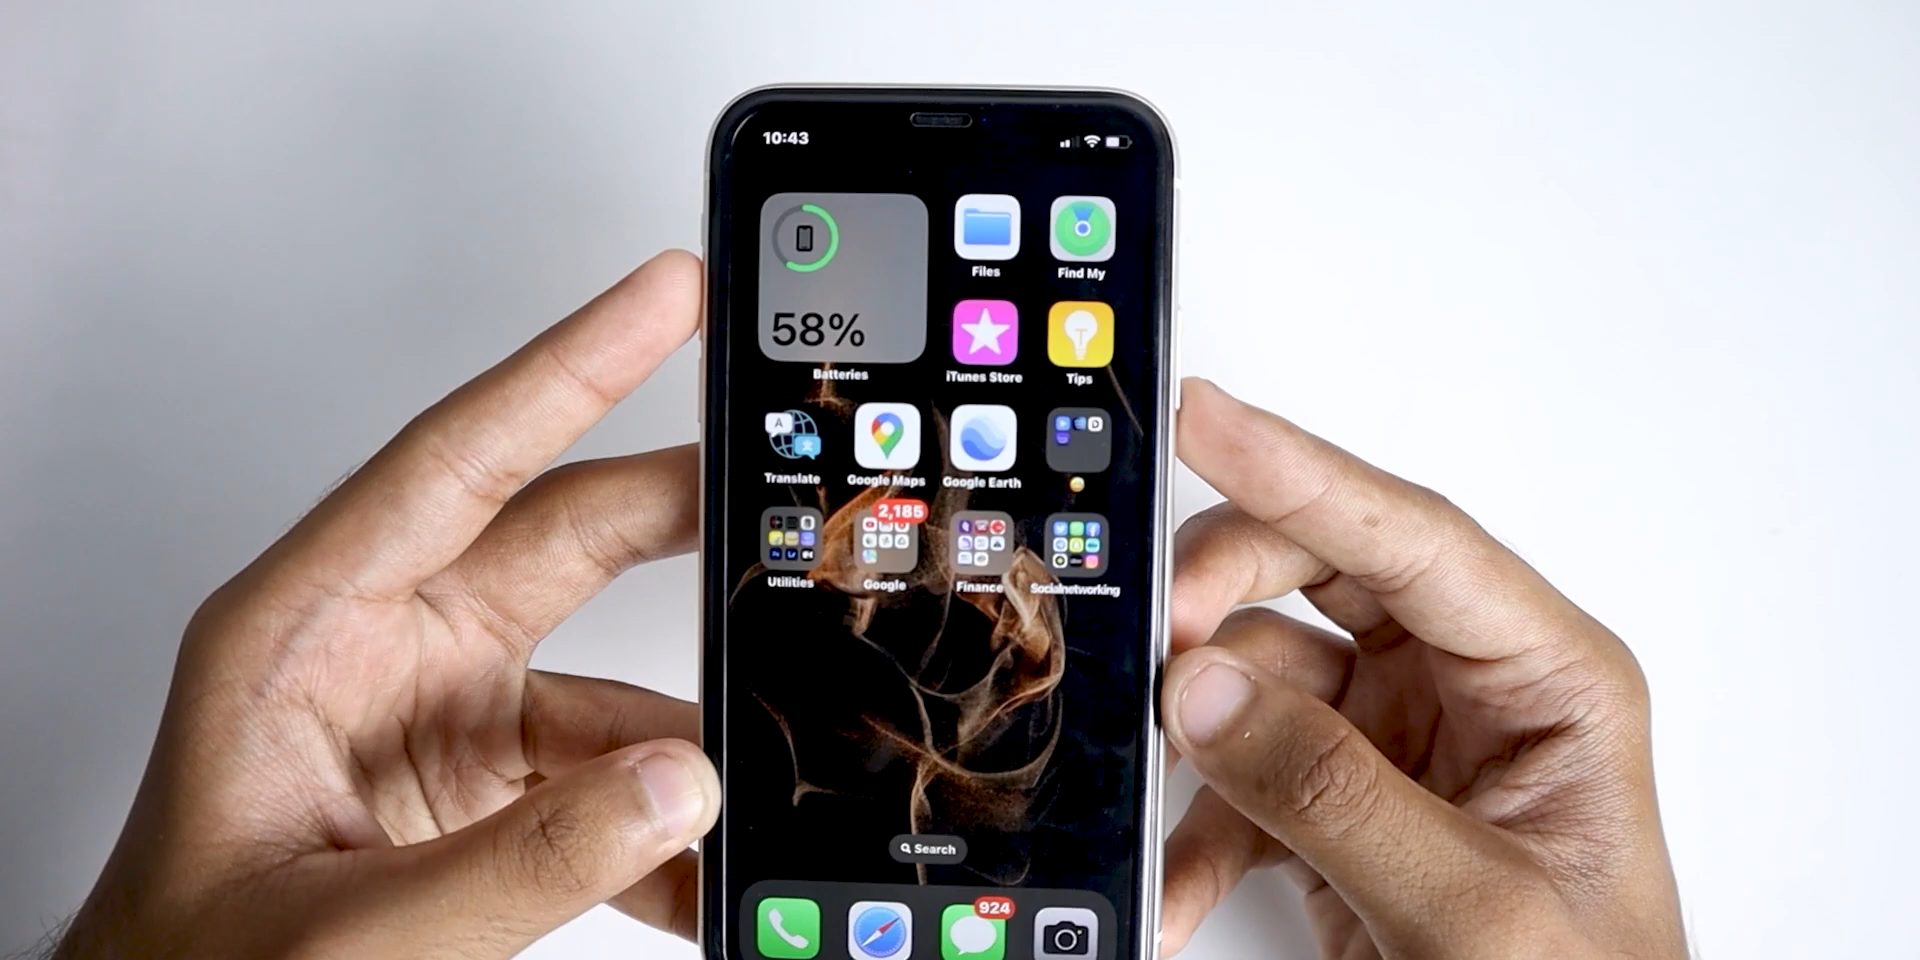 10:43
Files
Find My
58%
Batteries
iTunes Store
Tips
A
文
Translate
Google Maps
Google Earth
2,185
Utilities
Google
Finance
Socialnetworking
Search
924